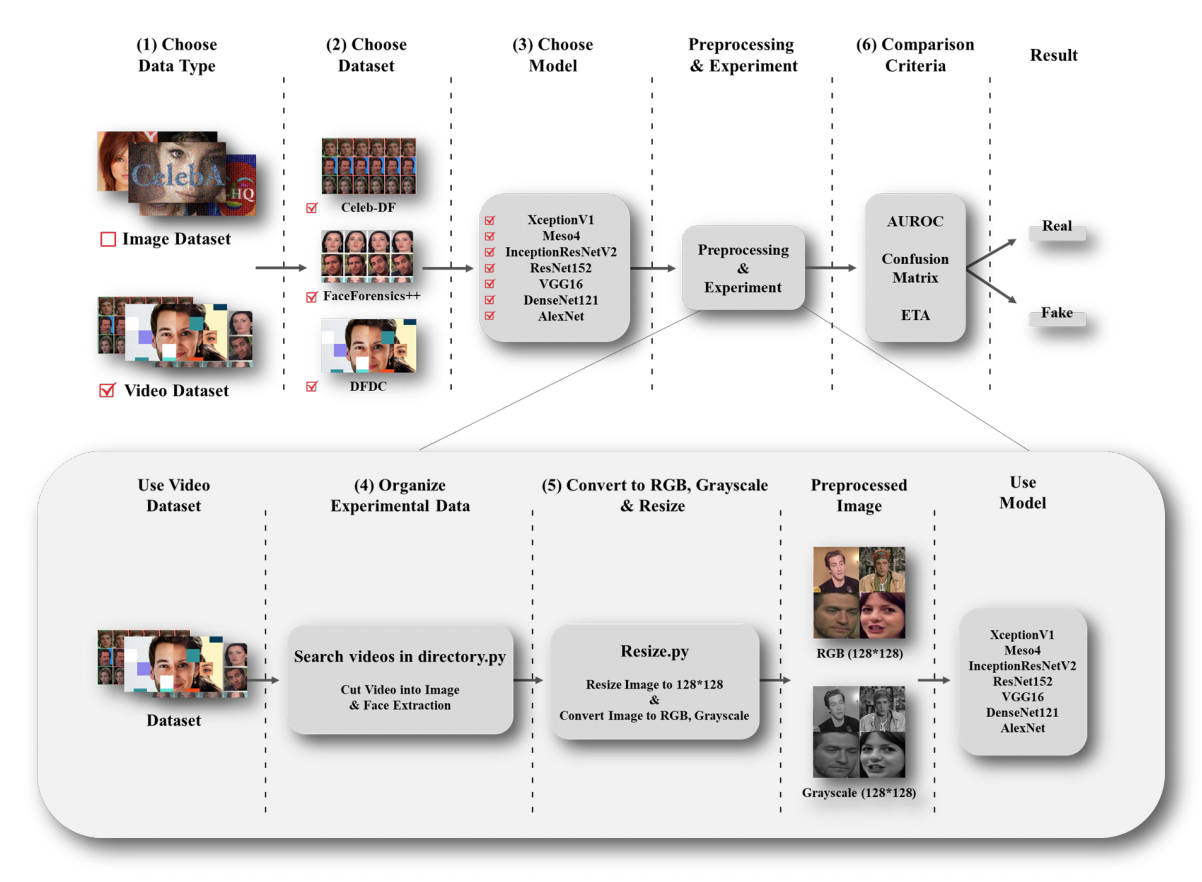 (1) Choose
Data Type
(2) Choose
Dataset
(3) Choose
Model
Preprocessing
& Experiment
(6) Comparison
Criteria
Result
CelebA
HQ
Image Dataset
Video Dataset
Celeb-DF
FaceForensics++
DFDC
XceptionV1
Meso4
InceptionResNetV2
ResNet152
VGG16
DenseNet121
AlexNet
Preprocessing
&
Experiment
AUROC
Confusion
Matrix
ETA
Real
Fake
Use Video
Dataset
(4) Organize
Experimental Data
(5) Convert to RGB, Grayscale
& Resize
Preprocessed
Image
Use
Model
Dataset
Search videos in directory.py
Cut Video into Image
& Face Extraction
Resize.py
Resize Image to 128*128
&
Convert Image to RGB, Grayscale
RGB (128*128)
Grayscale (128*128)
XceptionV1
Meso4
InceptionResNetV2
ResNet152
VGG16
DenseNet121
AlexNet